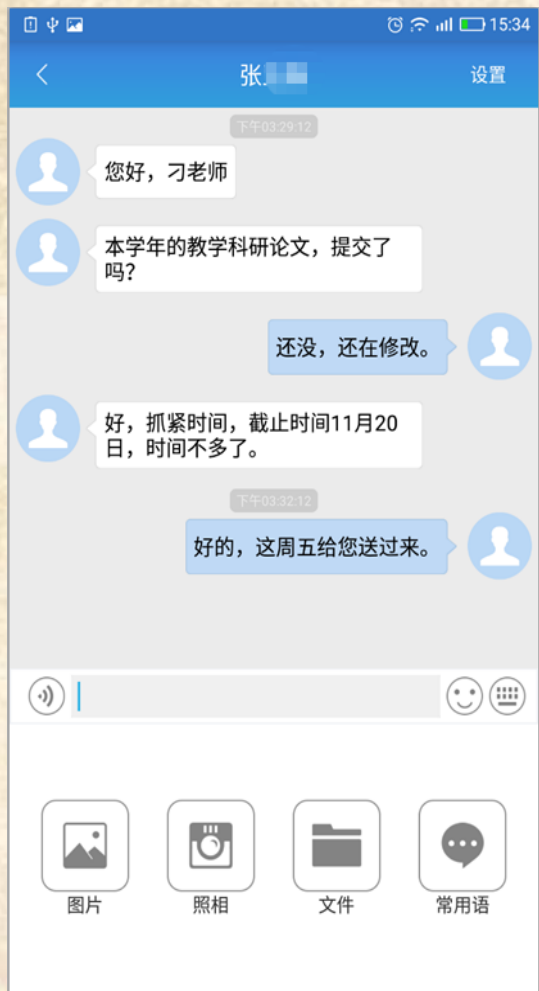 15:34
张
设置
下午03:29:12
您好，刁老师
本学年的教学科研论文，提交了
吗？
还没，还在修改。
好，抓紧时间，截止时间11月20
日，时间不多了。
下午03:32:12
好的，这周五给您送过来。
图片
照相
文件
常用语